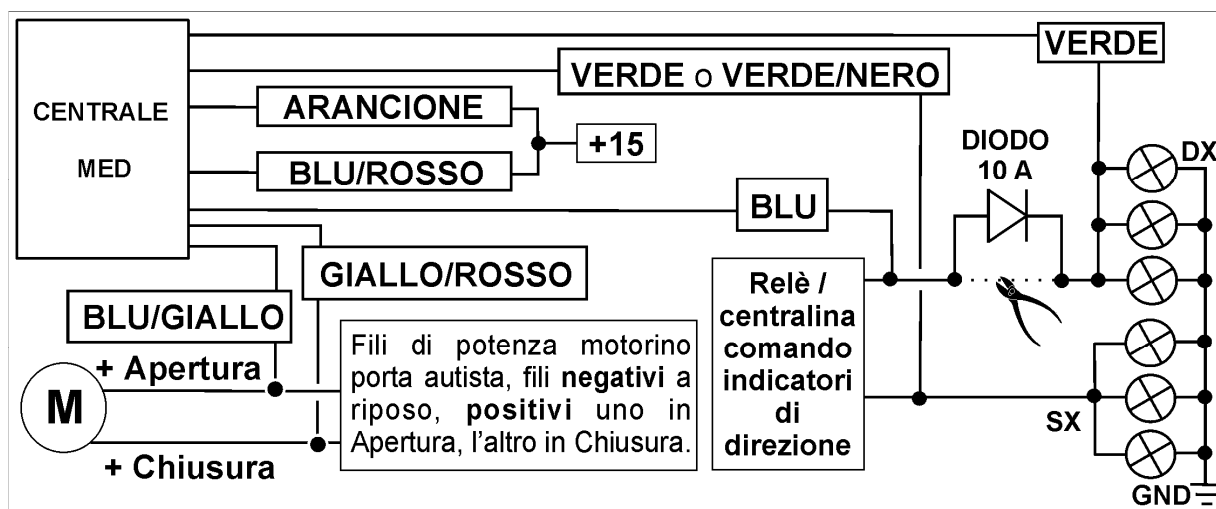 VERDE
VERDE o VERDE/NERO
CENTRALE
MED
ARANCIONE
+15
BLU/ROSSO
DIODO
10 A
DX
BLU
GIALLO/ROSSO
BLU/GIALLO
Relè /
centralina
comando
indicatori
di
direzione
+ Apertura
Fili di potenza motorino
porta autista, fili negativi a
riposo, positivi uno in
Apertura, l'altro in Chiusura.
M
+ Chiusura
SX
GND